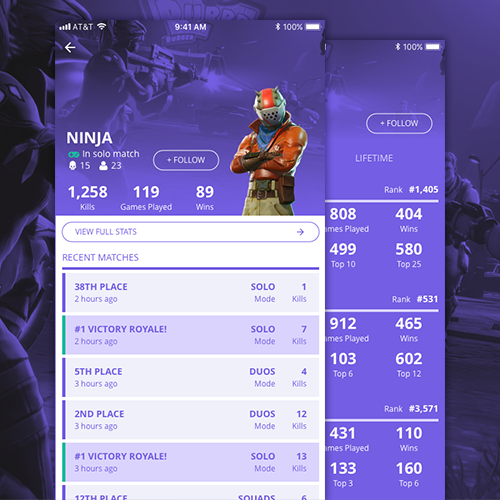 AT&T 9:41 AM 100%
NINJA
In solo match
15 23
+ FOLLOW
1,258 119 89
Kills Games Played Wins
VIEW FULL STATS
RECENT MATCHES
38TH PLACE SOLO 1
2 hours ago Mode Kills
#1 VICTORY ROYALE! SOLO 7
2 hours ago Mode Kills
5TH PLACE DUOS 4
3 hours ago Mode Kills
2ND PLACE DUOS 12
3 hours ago Mode Kills
#1 VICTORY ROYALE! SOLO 13
3 hours ago Mode Kills
12TH PLACE SQUADS 6
100%
+ FOLLOW
LIFETIME
Rank #1,405
808 404
ames Played Wins
499 580
Top 10 Top 25
Rank #531
912 465
ames Played Wins
103 602
Top 6 Top 12
Rank #3,571
431 110
ames Played Wins
133 160
Top 3 Top 6